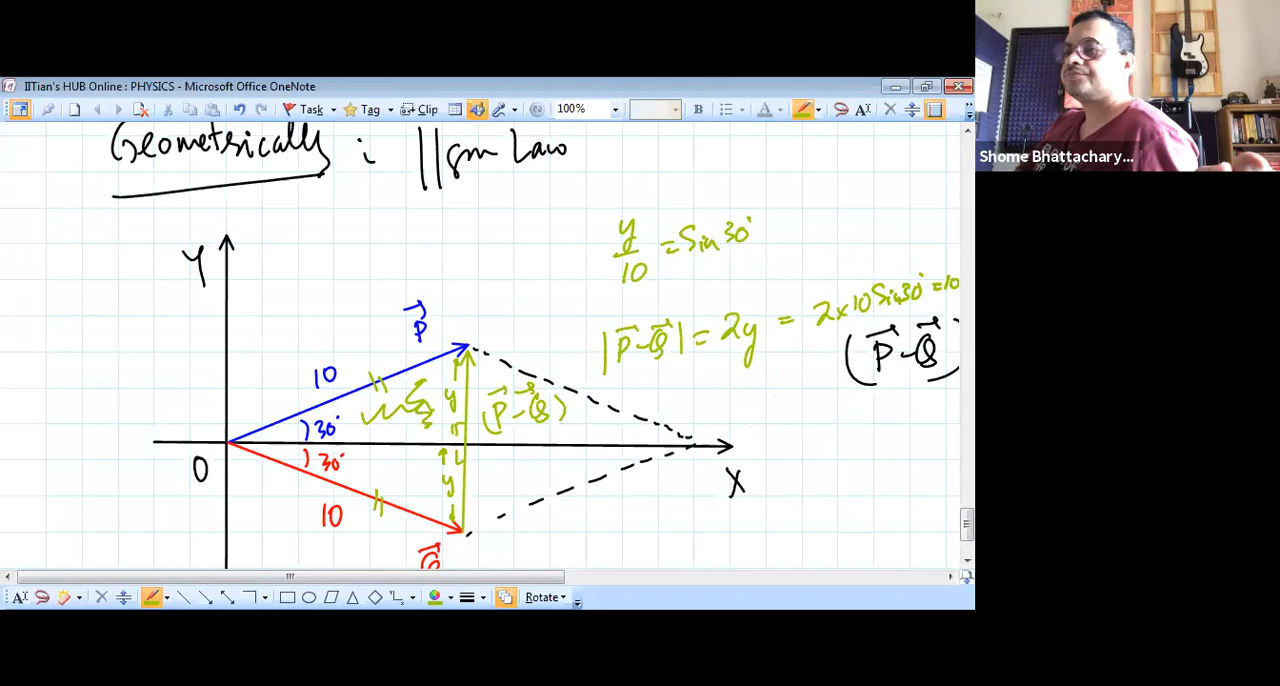 IITian's HUB Online : PHYSICS - Microsoft Office OneNote
Task Tag Clip 100% B A A
Geometrically : ||gm Law
Y
y/10 = Sin 30°
|P⃗-Q⃗| = 2y = 2×10 Sin 30° = 10
(P⃗-Q⃗
P⃗
10
30°
y
(P⃗-Q⃗)
O
30°
y
X
10
Q⃗
Rotate
Shome Bhattachary...